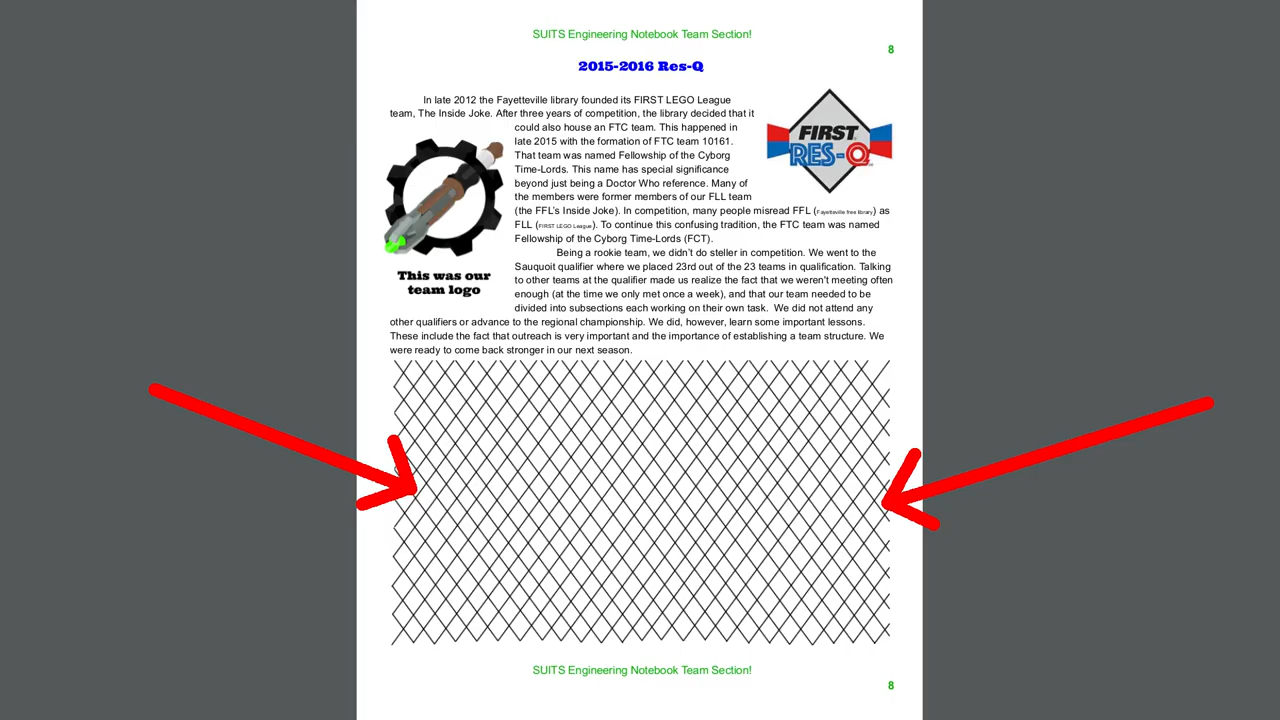 SUITS Engineering Notebook Team Section!
8
2015-2016 Res-Q
In late 2012 the Fayetteville library founded its FIRST LEGO League
team, The Inside Joke. After three years of competition, the library decided that it
could also house an FTC team. This happened in
late 2015 with the formation of FTC team 10161.
That team was named Fellowship of the Cyborg
Time-Lords. This name has special significance
beyond just being a Doctor Who reference. Many of
the members were former members of our FLL team
(the FFL's Inside Joke). In competition, many people misread FFL (Fayetteville free library) as
FLL (FIRST LEGO League). To continue this confusing tradition, the FTC team was named
Fellowship of the Cyborg Time-Lords (FCT).
FIRST
RES-Q
This was our
team logo
Being a rookie team, we didn't do steller in competition. We went to the
Sauquoit qualifier where we placed 23rd out of the 23 teams in qualification. Talking
to other teams at the qualifier made us realize the fact that we weren't meeting often
enough (at the time we only met once a week), and that our team needed to be
divided into subsections each working on their own task.  We did not attend any
other qualifiers or advance to the regional championship. We did, however, learn some important lessons.
These include the fact that outreach is very important and the importance of establishing a team structure. We
were ready to come back stronger in our next season.
SUITS Engineering Notebook Team Section!
8